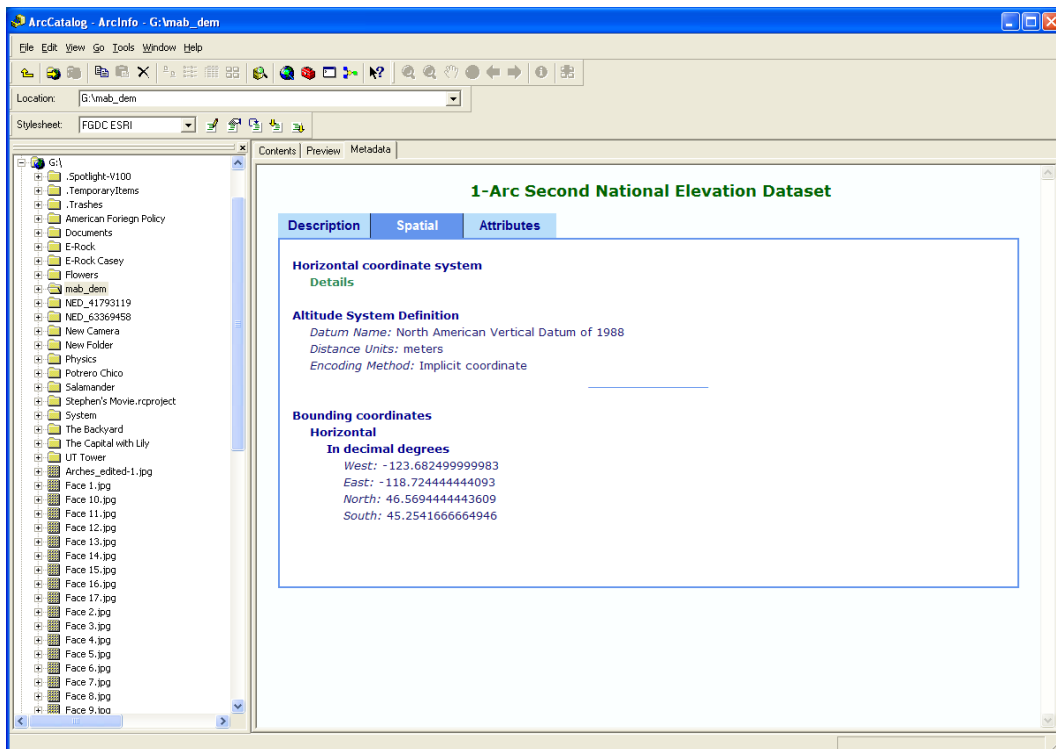 ArcCatalog - ArcInfo - G:\mab_dem
File Edit View Go Tools Window Help
Location: G:\mab_dem
Stylesheet: FGDC ESRI
Contents Preview Metadata
G:\
.Spotlight-V100
.TemporaryItems
.Trashes
American Foriegn Policy
Documents
E-Rock
E-Rock Casey
Flowers
mab_dem
NED_41793119
NED_63369458
New Camera
New Folder
Physics
Potrero Chico
Salamander
Stephen's Movie.rcproject
System
The Backyard
The Capital with Lily
UT Tower
Arches_edited-1.jpg
Face 1.jpg
Face 10.jpg
Face 11.jpg
Face 12.jpg
Face 13.jpg
Face 14.jpg
Face 15.jpg
Face 16.jpg
Face 17.jpg
Face 2.jpg
Face 3.jpg
Face 4.jpg
Face 5.jpg
Face 6.jpg
Face 7.jpg
Face 8.jpg
Face 9.jpg
1-Arc Second National Elevation Dataset
Description Spatial Attributes
Horizontal coordinate system
Details
Altitude System Definition
Datum Name: North American Vertical Datum of 1988
Distance Units: meters
Encoding Method: Implicit coordinate
Bounding coordinates
Horizontal
In decimal degrees
West: -123.682499999983
East: -118.724444444093
North: 46.5694444443609
South: 45.2541666664946